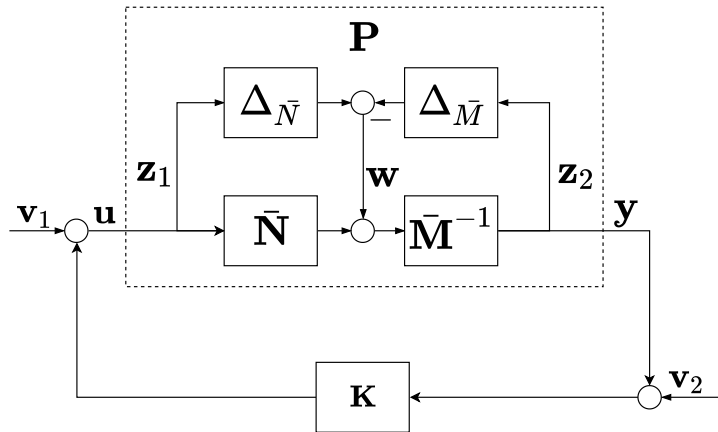 P
Δ_N̄
Δ_M̄
−
z₁
w
z₂
v₁
u
N̄
M̄⁻¹
y
K
v₂